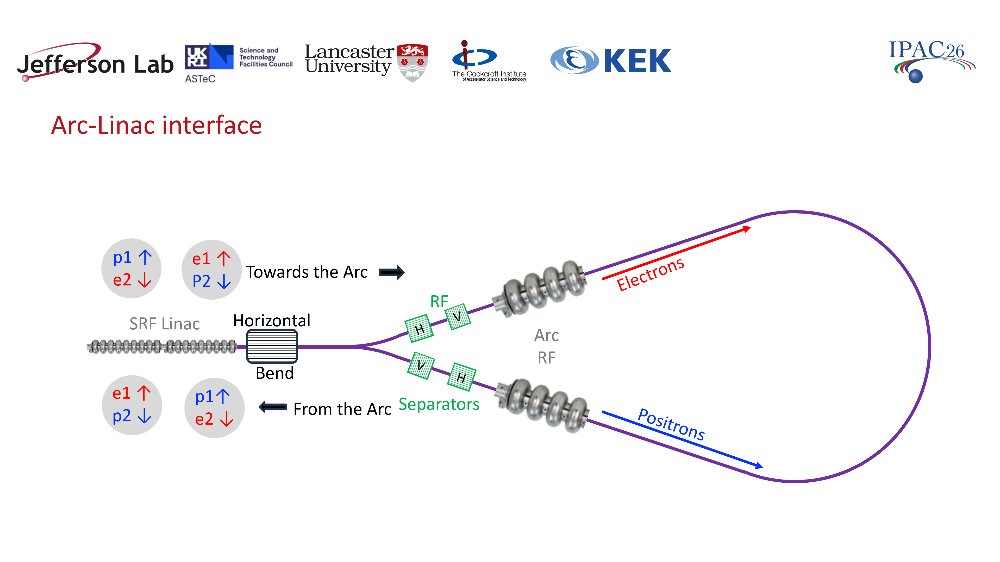 Jefferson Lab
UK
RI
Science and
Technology
Facilities Council
ASTeC
Lancaster
University
The Cockcroft Institute
of Accelerator Science and Technology
KEK
IPAC26
Arc-Linac interface
p1 ↑
e2 ↓
e1 ↑
P2 ↓
Towards the Arc
Electrons
RF
H
V
SRF Linac
Horizontal
Bend
Arc
RF
V
H
e1 ↑
p2 ↓
p1↑
e2 ↓
From the Arc
Separators
Positrons